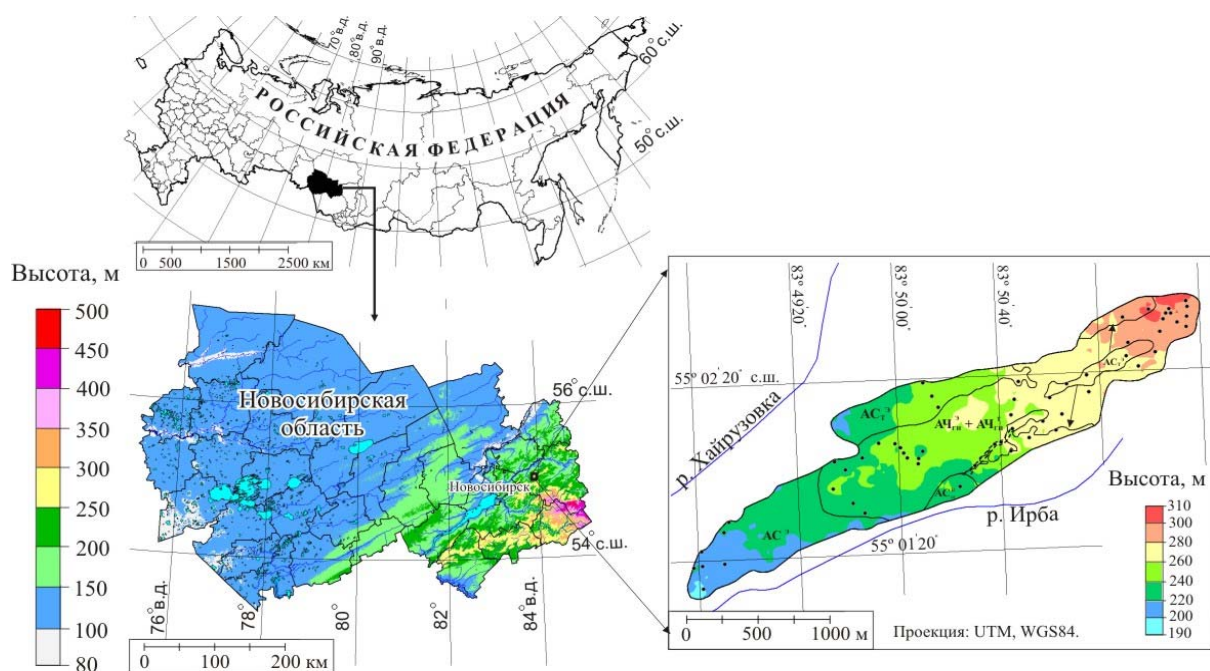 70°в.д.
80°в.д.
90°в.д.
60°с.ш.
50°с.ш.
РОССИЙСКАЯ ФЕДЕРАЦИЯ
0 500 1500 2500 км
Высота, м
500
450
400
350
300
250
200
150
100
80
Новосибирская
область
Новосибирск
56°с.ш.
54°с.ш.
76°в.д.
78°
80°
82°
84°в.д.
0 100 200 км
83° 49′20″
83° 50′00″
83° 50′40″
55° 02′20″ с.ш.
55° 01′20″
р. Хайрузовка
р. Ирба
0 500 1000 м
Проекция: UTM, WGS84.
Высота, м
310
300
280
260
240
220
200
190